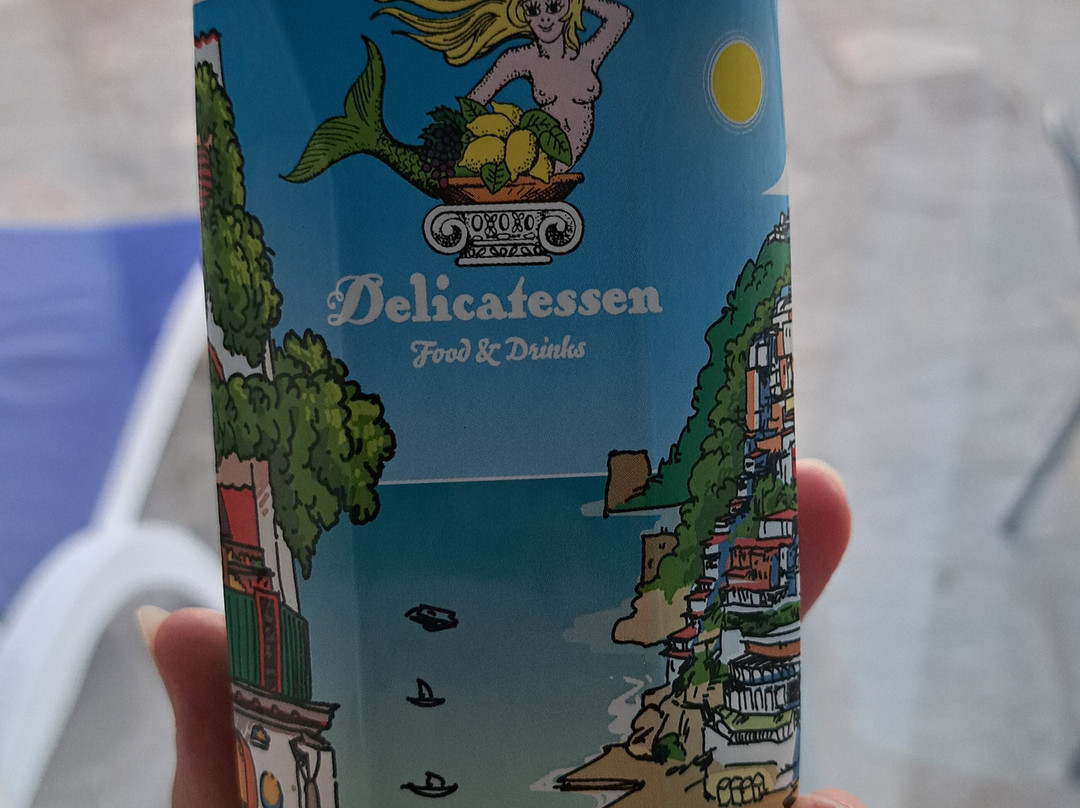 Delicatessen
Food & Drinks